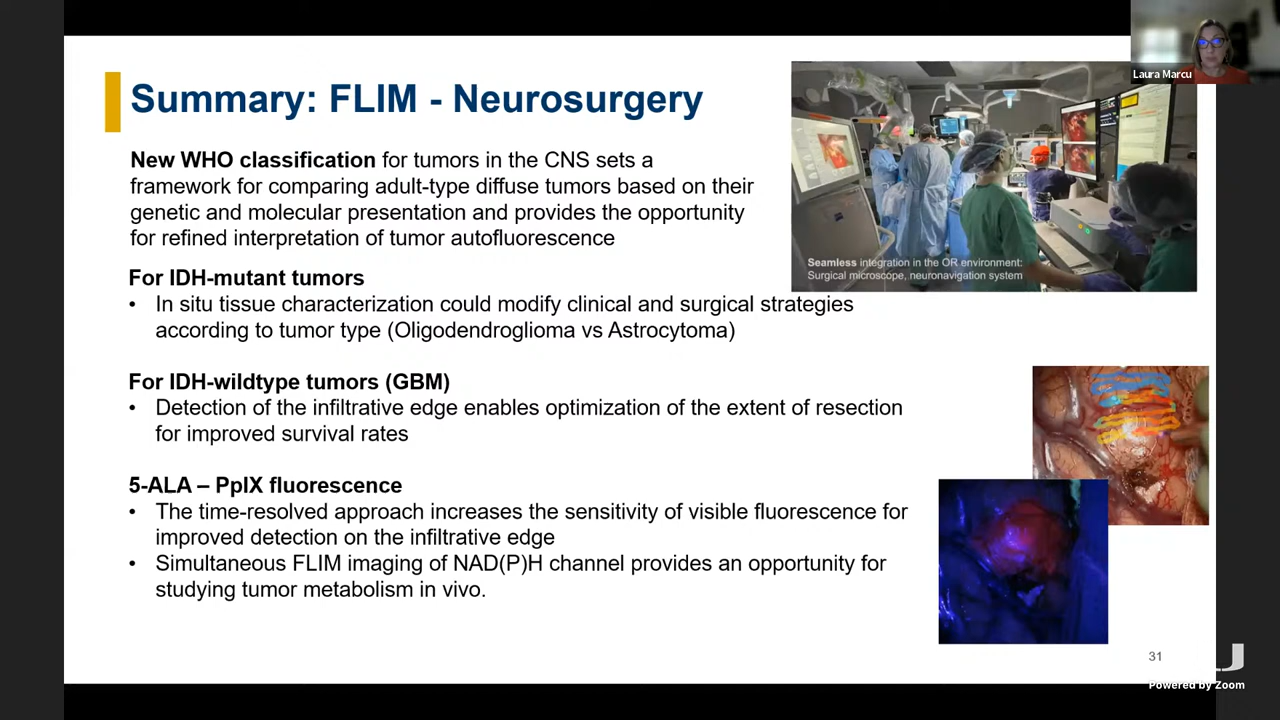 Laura Marcu
Summary: FLIM - Neurosurgery
New WHO classification for tumors in the CNS sets a
framework for comparing adult-type diffuse tumors based on their
genetic and molecular presentation and provides the opportunity
for refined interpretation of tumor autofluorescence
Seamless integration in the OR environment:
Surgical microscope, neuronavigation system
For IDH-mutant tumors
• In situ tissue characterization could modify clinical and surgical strategies
according to tumor type (Oligodendroglioma vs Astrocytoma)
For IDH-wildtype tumors (GBM)
• Detection of the infiltrative edge enables optimization of the extent of resection
for improved survival rates
5-ALA – PpIX fluorescence
• The time-resolved approach increases the sensitivity of visible fluorescence for
improved detection on the infiltrative edge
• Simultaneous FLIM imaging of NAD(P)H channel provides an opportunity for
studying tumor metabolism in vivo.
31
Powered by Zoom